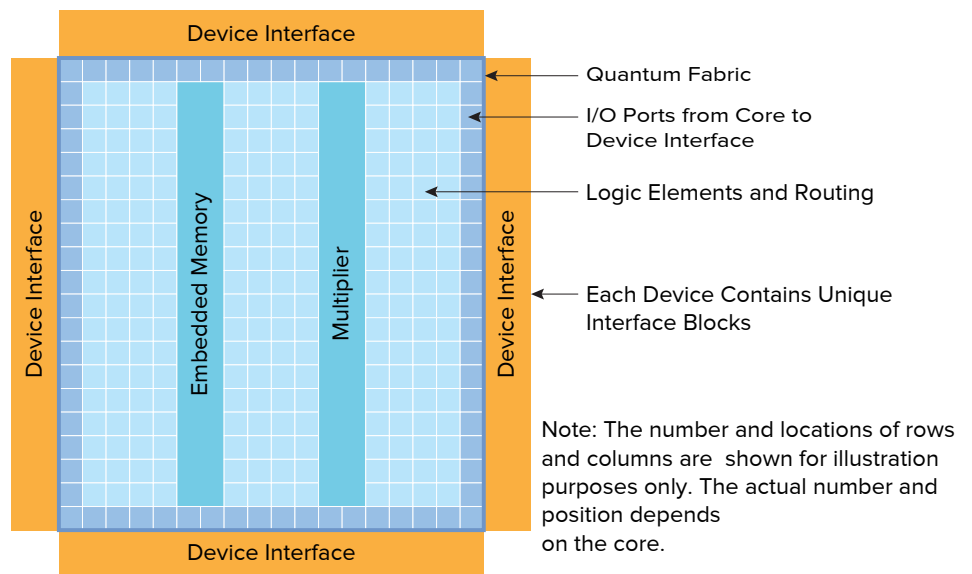 Device Interface
Quantum Fabric
I/O Ports from Core to
Device Interface
Logic Elements and Routing
Device Interface
Embedded Memory
Multiplier
Device Interface
Each Device Contains Unique
Interface Blocks
Note: The number and locations of rows
and columns are  shown for illustration
purposes only. The actual number and
position depends
on the core.
Device Interface